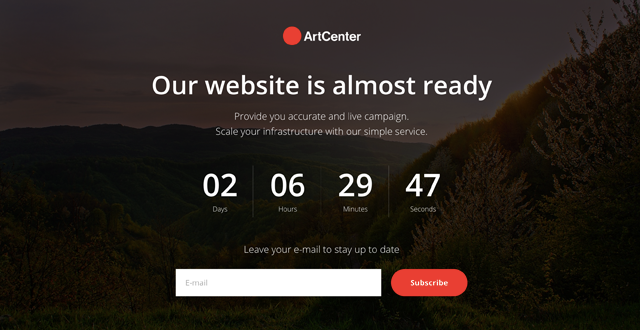 ArtCenter
Our website is almost ready
Provide you accurate and live campaign.
Scale your infrastructure with our simple service.
02 06 29 47
Days Hours Minutes Seconds
Leave your e-mail to stay up to date
E-mail Subscribe